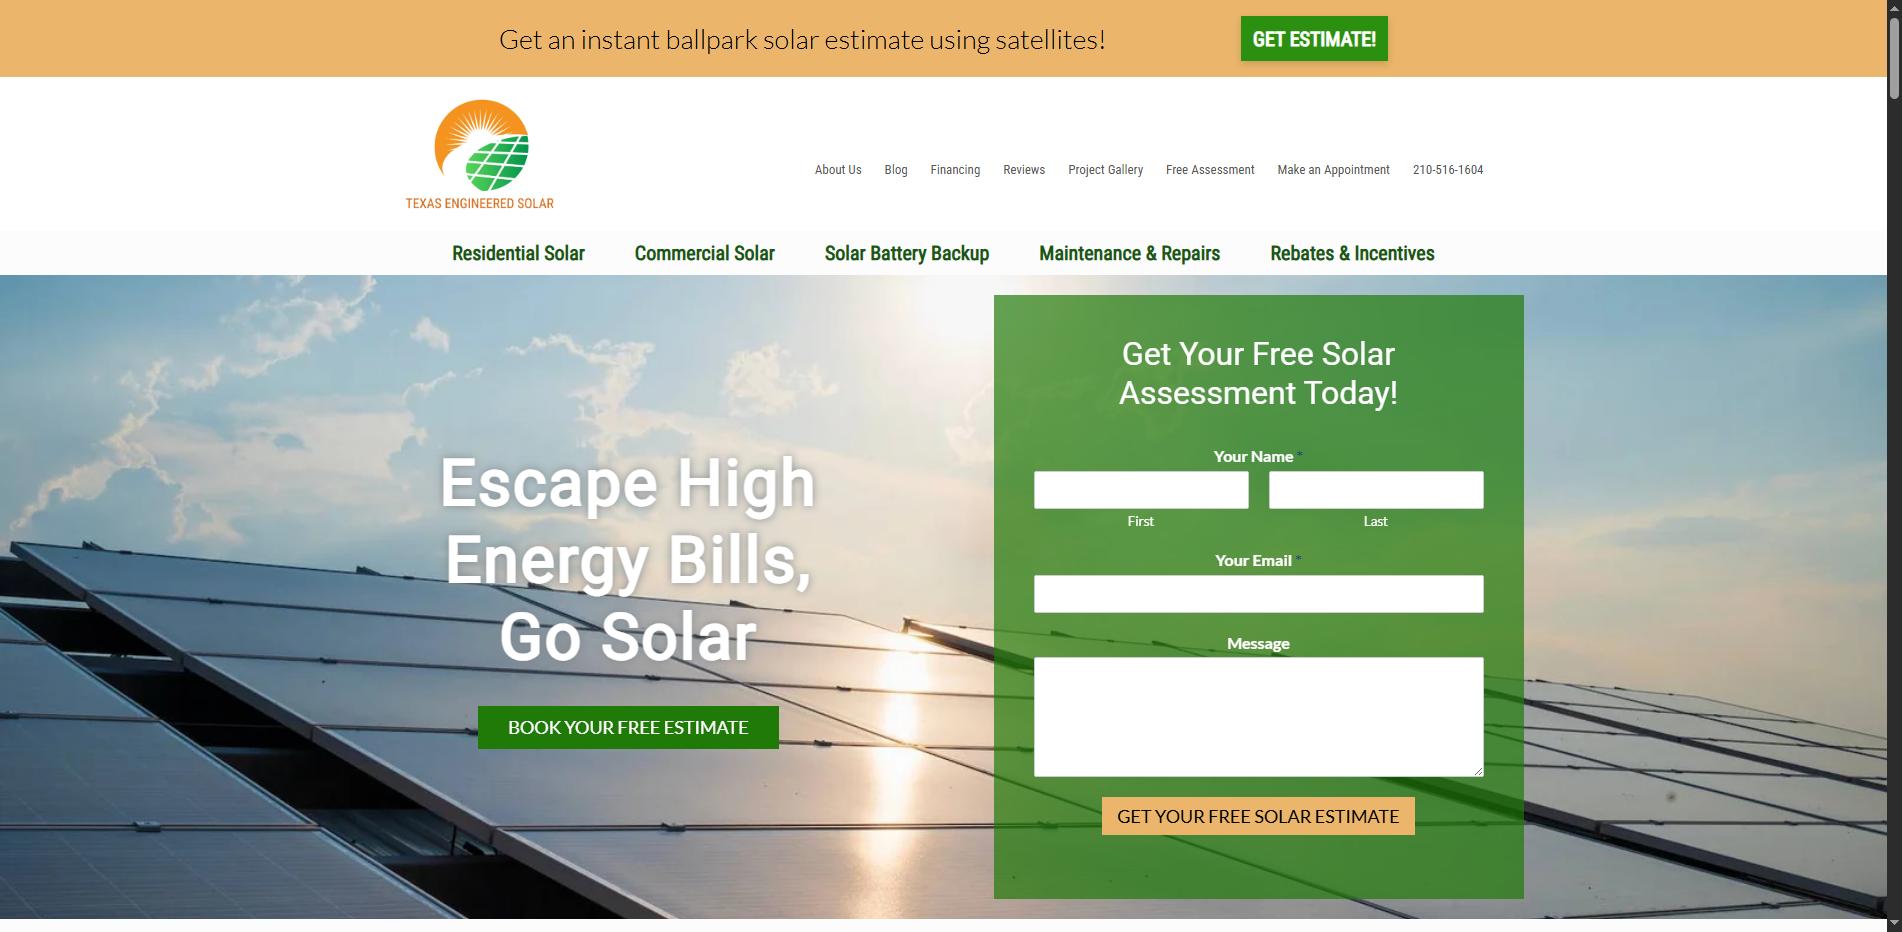 Get an instant ballpark solar estimate using satellites!
GET ESTIMATE!
TEXAS ENGINEERED SOLAR
About Us
Blog
Financing
Reviews
Project Gallery
Free Assessment
Make an Appointment
210-516-1604
Residential Solar
Commercial Solar
Solar Battery Backup
Maintenance & Repairs
Rebates & Incentives
Escape High
Energy Bills,
Go Solar
BOOK YOUR FREE ESTIMATE
Get Your Free Solar
Assessment Today!
Your Name *
First
Last
Your Email *
Message
GET YOUR FREE SOLAR ESTIMATE